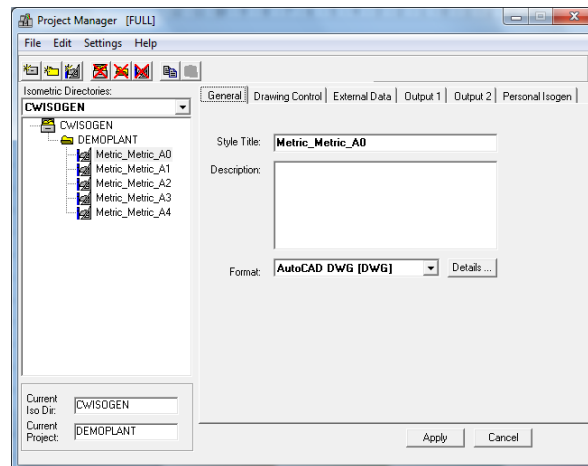 Project Manager [FULL]
File Edit Settings Help
Isometric Directories:
CWISOGEN
CWISOGEN
DEMOPLANT
Metric_Metric_A0
Metric_Metric_A1
Metric_Metric_A2
Metric_Metric_A3
Metric_Metric_A4
Current Iso Dir:
CWISOGEN
Current Project:
DEMOPLANT
General Drawing Control External Data Output 1 Output 2 Personal Isogen
Style Title: Metric_Metric_A0
Description:
Format: AutoCAD DWG [DWG] Details ...
Apply Cancel